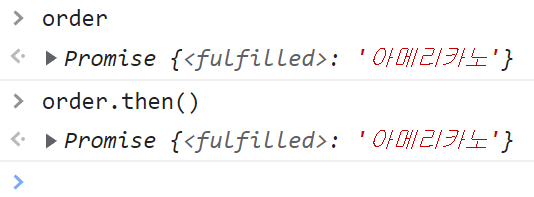 order
Promise {<fulfilled>: '아메리카노'}
order.then()
Promise {<fulfilled>: '아메리카노'}